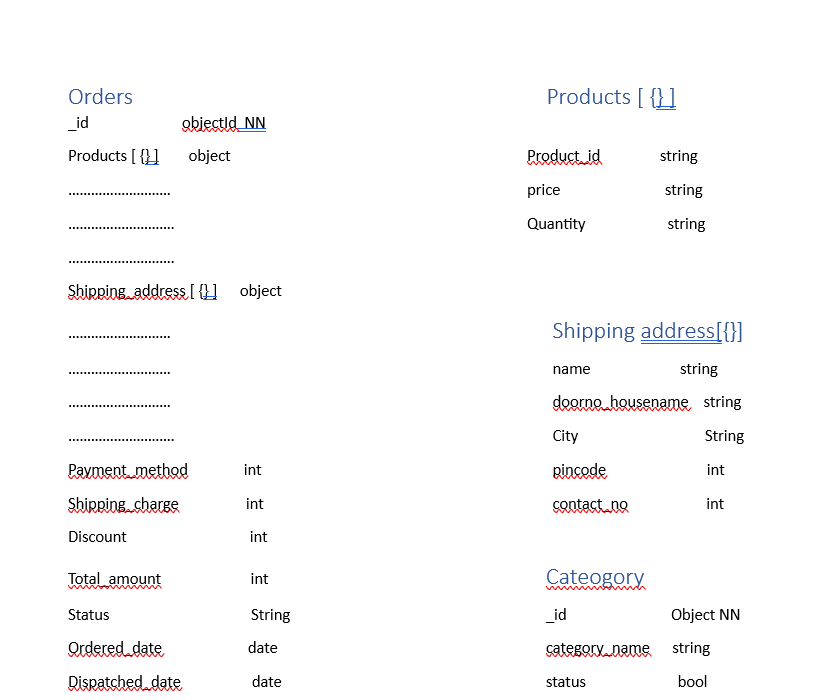 Orders
_id objectId NN
Products [ {} ] object
...........................
............................
............................
Shipping_address [ {} ] object
...........................
...........................
...........................
............................
Payment_method int
Shipping_charge int
Discount int
Total_amount int
Status String
Ordered_date date
Dispatched_date date
Products [ {} ]
Product_id string
price string
Quantity string
Shipping address[{}]
name string
doorno_housename string
City String
pincode int
contact_no int
Cateogory
_id Object NN
category_name string
status bool